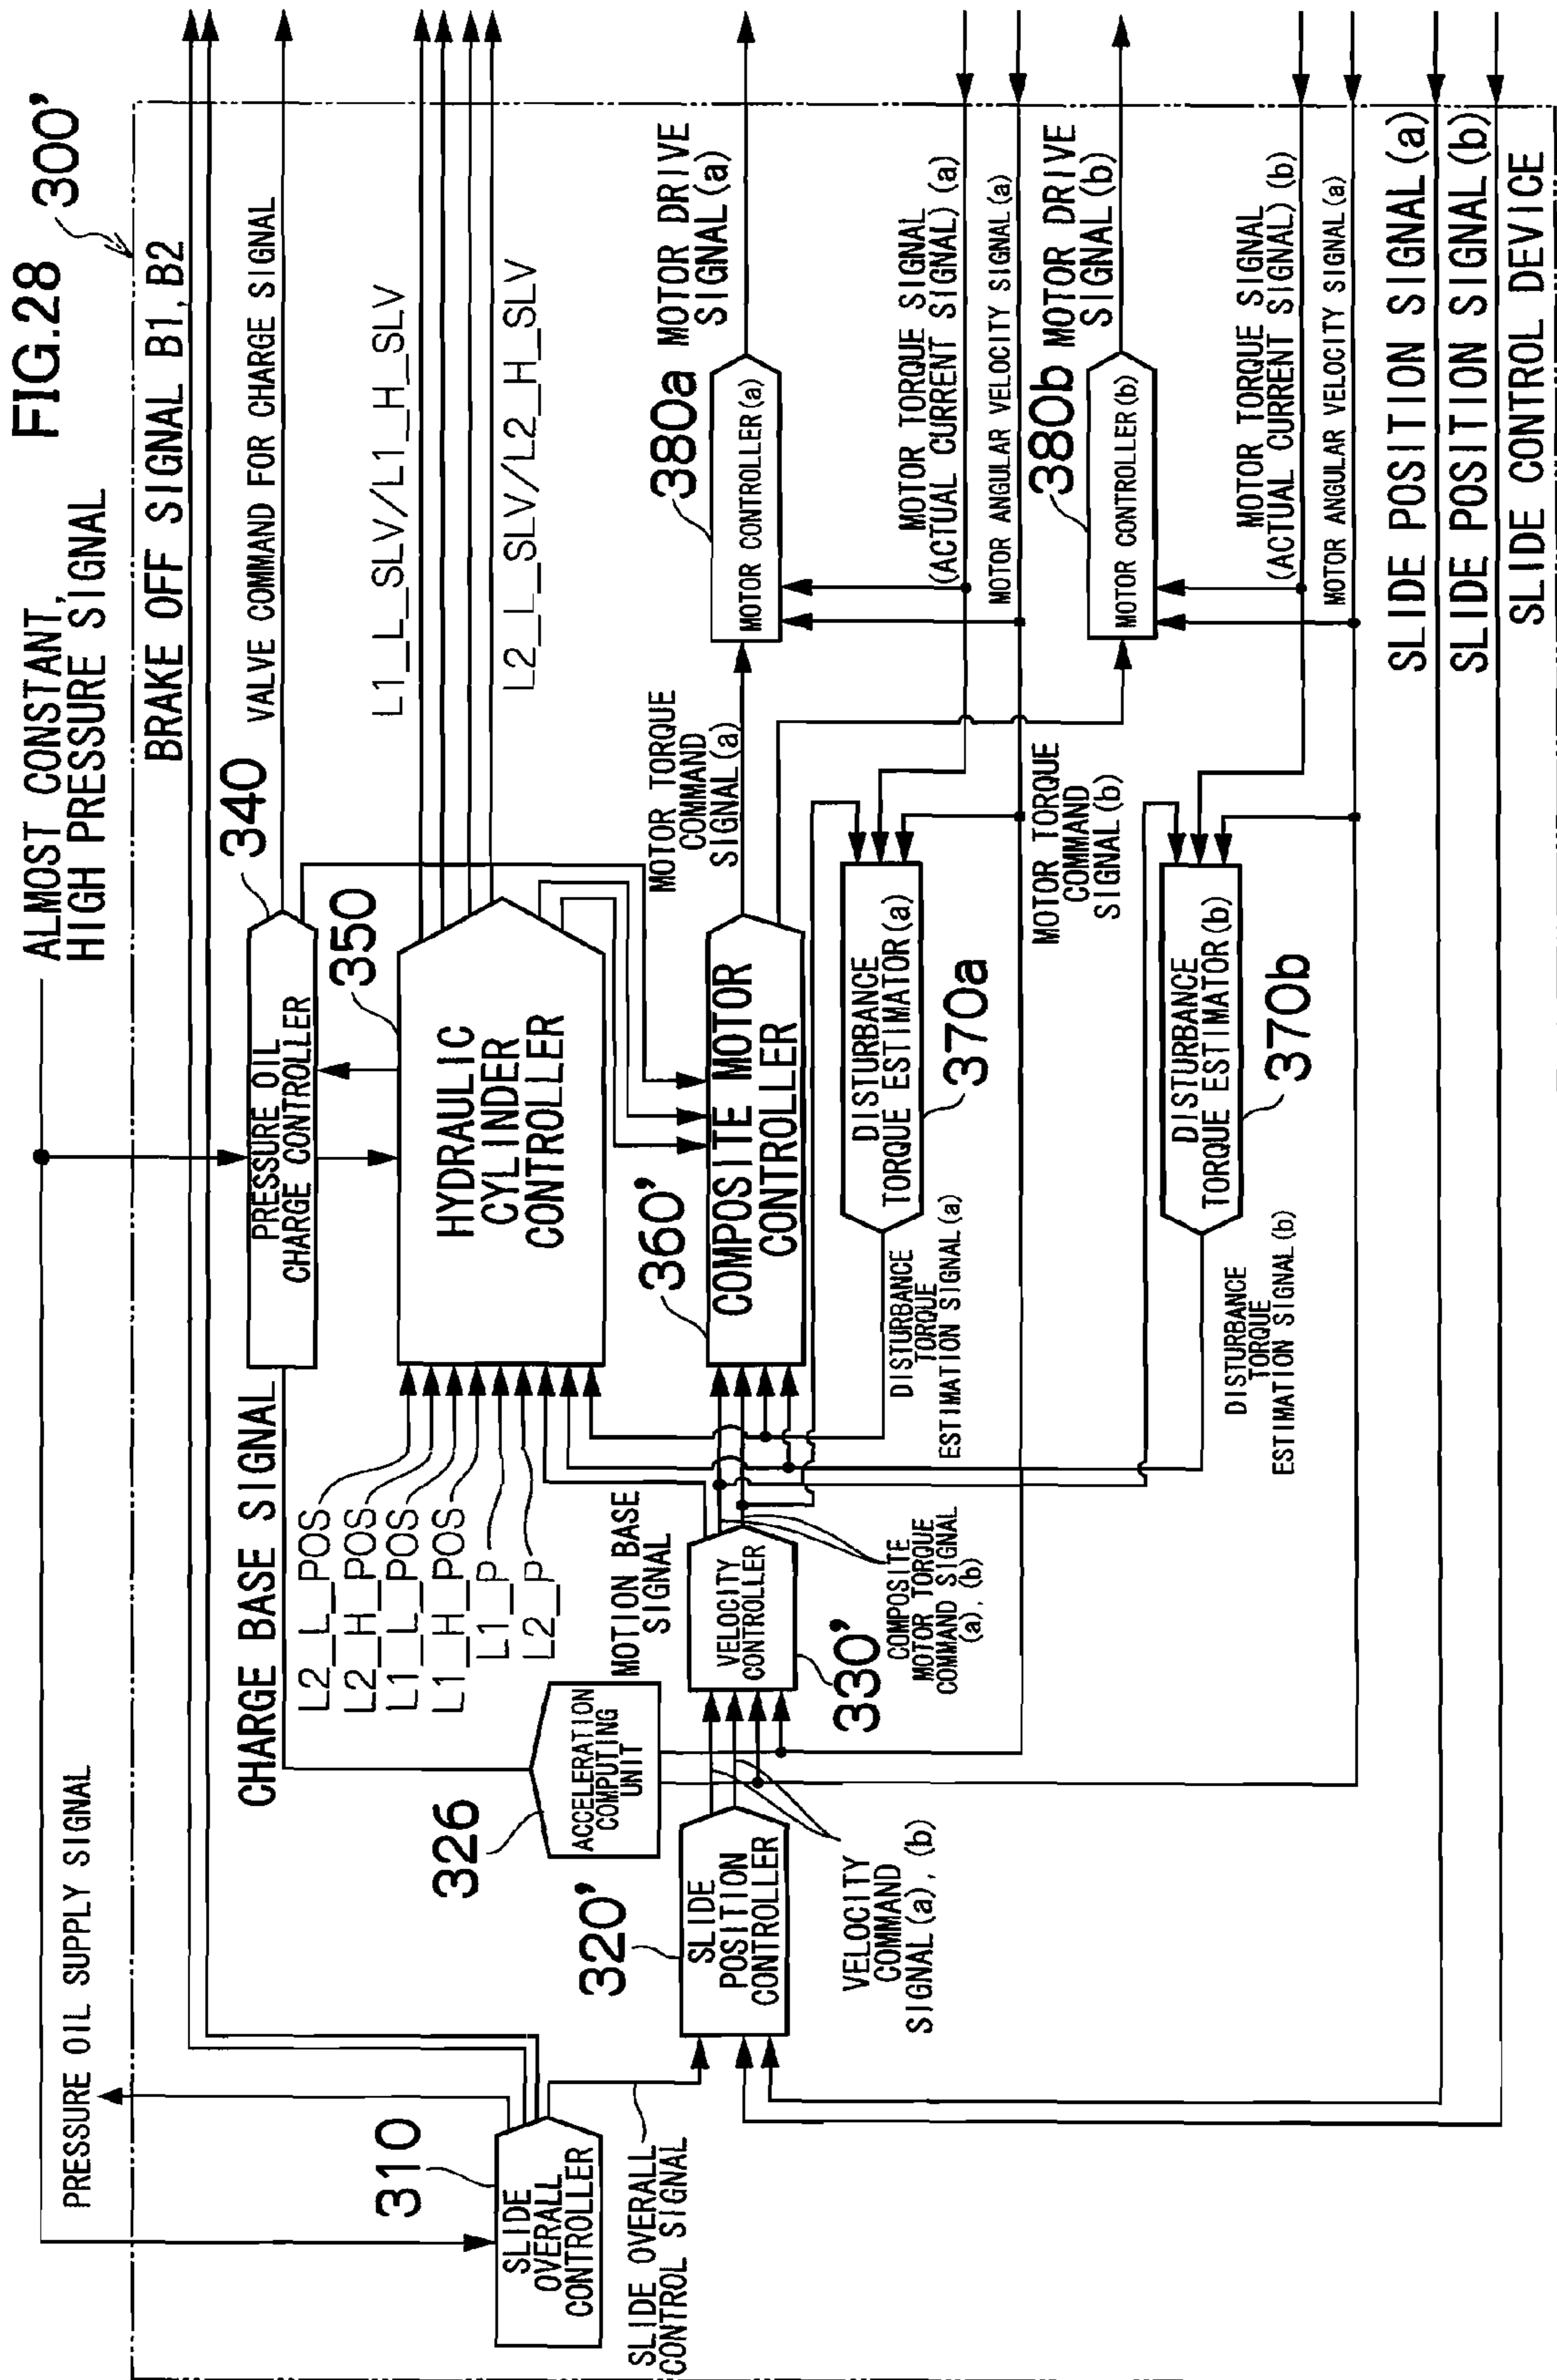 FIG.28
300'
ALMOST CONSTANT,
HIGH PRESSURE SIGNAL
PRESSURE OIL SUPPLY SIGNAL
BRAKE OFF SIGNAL B1, B2
VALVE COMMAND FOR CHARGE SIGNAL
340
PRESSURE OIL
CHARGE CONTROLLER
CHARGE BASE SIGNAL
L1_L_SLV/L1_H_SLV
L2_L_SLV/L2_H_SLV
350
HYDRAULIC
CYLINDER
CONTROLLER
L2_L_POS
L2_H_POS
L1_L_POS
L1_H_POS
L1_P
L2_P
310
SLIDE
OVERALL
CONTROLLER
SLIDE OVERALL
CONTROL SIGNAL
326
ACCELERATION
COMPUTING
UNIT
320'
SLIDE
POSITION
CONTROLLER
VELOCITY
COMMAND
SIGNAL(a), (b)
MOTION BASE
SIGNAL
VELOCITY
CONTROLLER
330'
COMPOSITE
MOTOR TORQUE
COMMAND SIGNAL
(a), (b)
360'
COMPOSITE MOTOR
CONTROLLER
MOTOR TORQUE
COMMAND
SIGNAL(a)
380a
MOTOR CONTROLLER(a)
MOTOR DRIVE
SIGNAL(a)
MOTOR TORQUE SIGNAL
(ACTUAL CURRENT SIGNAL)(a)
MOTOR ANGULAR VELOCITY SIGNAL(a)
DISTURBANCE
TORQUE ESTIMATOR(a)
370a
DISTURBANCE
TORQUE
ESTIMATION SIGNAL(a)
MOTOR TORQUE
COMMAND
SIGNAL(b)
380b
MOTOR CONTROLLER(b)
MOTOR DRIVE
SIGNAL(b)
MOTOR TORQUE SIGNAL
(ACTUAL CURRENT SIGNAL)(b)
MOTOR ANGULAR VELOCITY SIGNAL(a)
DISTURBANCE
TORQUE ESTIMATOR(b)
370b
DISTURBANCE
TORQUE
ESTIMATION SIGNAL(b)
SLIDE POSITION SIGNAL(a)
SLIDE POSITION SIGNAL(b)
SLIDE CONTROL DEVICE